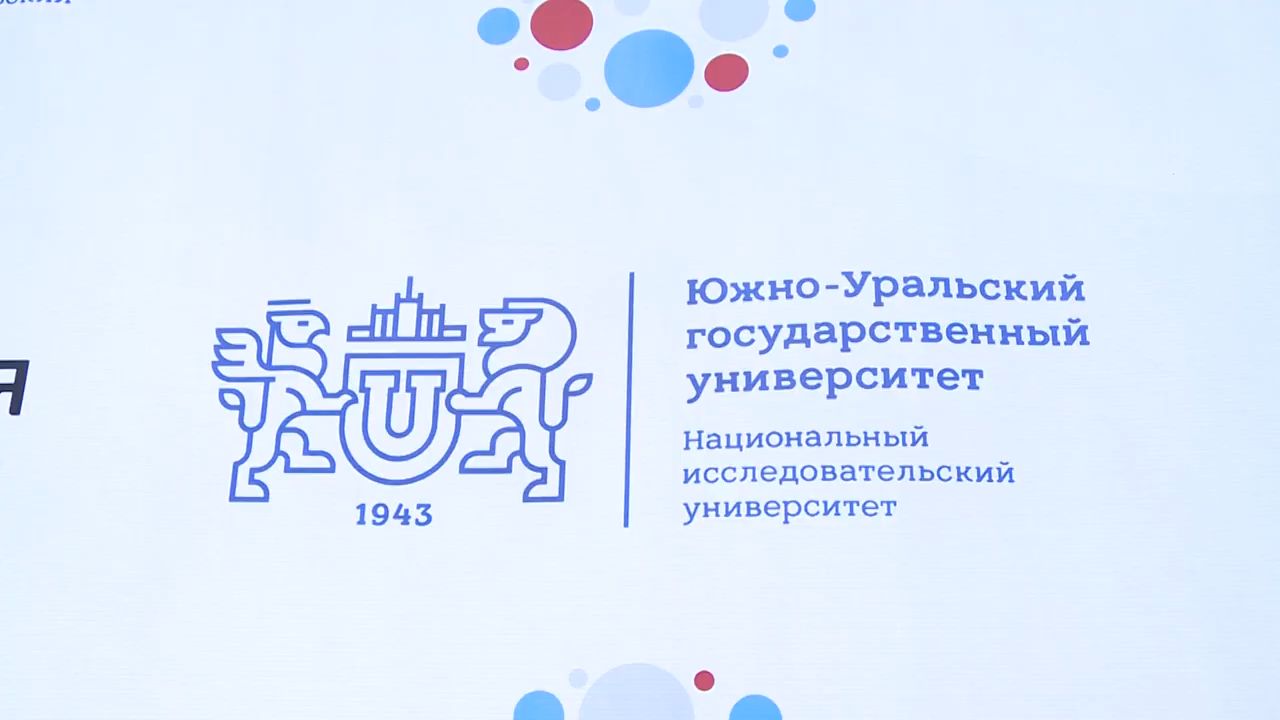 Южно-Уральский
государственный
университет
Национальный
исследовательский
университет
U
1943
Я